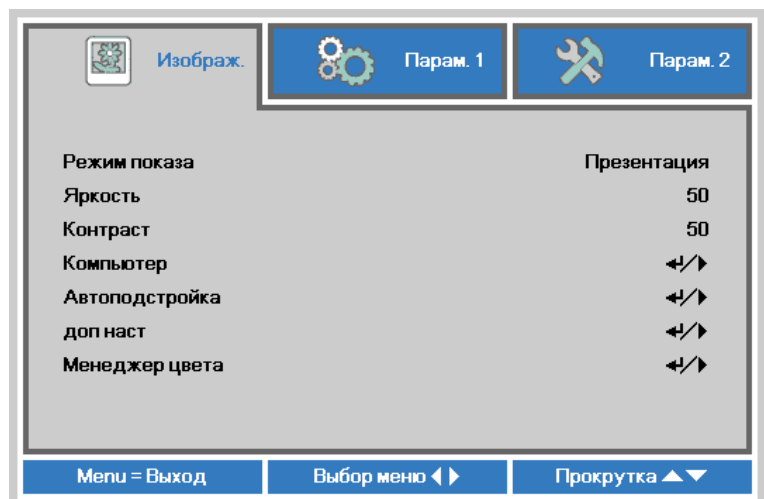 Изображ. Парам. 1 Парам. 2
Режим показа Презентация
Яркость 50
Контраст 50
Компьютер
Автоподстройка
доп наст
Менеджер цвета
Menu = Выход Выбор меню Прокрутка